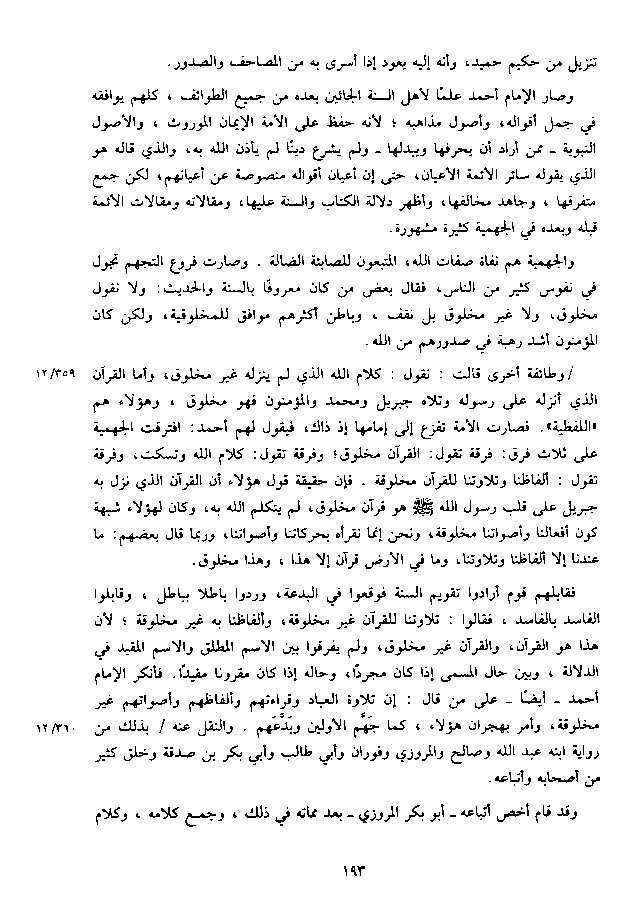 تنزيل من حكيم حميد، وأنه إليه يعود إذا أسرى به من المصاحف والصدور.
وصار الإمام أحمد علمًا لأهل السنة الجائين بعده من جميع الطوائف ، كلهم يوافقه
في جمل أقواله، وأصول مذاهبه ؛ لأنه حفظ على الأمة الإيمان الموروث ، والأصول
النبوية ـ ممن أراد أن يحرفها ويبدلها ـ ولم يشرع دينًا لم يأذن الله به، والذي قاله هو
الذي يقوله سائر الأئمة الأعيان، حتى إن أعيان أقواله منصوصة عن أعيانهم، لكن جمع
متفرقها ، وجاهد مخالفها، وأظهر دلالة الكتاب والسنة عليها، ومقالاته ومقالات الأئمة
قبله وبعده في الجهمية كثيرة مشهورة.
والجهمية هم نفاة صفات الله، المتبعون للصابئة الضالة . وصارت فروع التجهم تجول
في نفوس كثير من الناس، فقال بعض من كان معروفًا بالسنة والحديث: ولا نقول
مخلوق، ولا غير مخلوق بل نقف ، وباطن أكثرهم موافق للمخلوقية، ولكن كان
المؤمنون أشد رهبة في صدورهم من الله.
١٢/٣٥٩ / وطائفة أخرى قالت : نقول : كلام الله الذي لم ينزله غير مخلوق، وأما القرآن
الذي أنزله على رسوله وتلاه جبريل ومحمد والمؤمنون فهو مخلوق ، وهؤلاء هم
«اللفظية». فصارت الأمة تفزع إلى إمامها إذ ذاك، فيقول لهم أحمد: افترقت الجهمية
على ثلاث فرق: فرقة تقول: القرآن مخلوق؛ وفرقة تقول: كلام الله وتسكت، وفرقة
تقول : ألفاظنا وتلاوتنا للقرآن مخلوقة . فإن حقيقة قول هؤلاء أن القرآن الذي نزل به
جبريل على قلب رسول الله ﷺ هو قرآن مخلوق، لم يتكلم الله به، وكان لهؤلاء شبهة
كون أفعالنا وأصواتنا مخلوقة، ونحن إنما نقرأه بحركاتنا وأصواتنا، وربما قال بعضهم: ما
عندنا إلا ألفاظنا وتلاوتنا، وما في الأرض قرآن إلا هذا ، وهذا مخلوق.
فقابلهم قوم أرادوا تقويم السنة فوقعوا في البدعة، وردوا باطلا بباطل ، وقابلوا
الفاسد بالفاسد ، فقالوا : تلاوتنا للقرآن غير مخلوقة، وألفاظنا به غير مخلوقة ؛ لأن
هذا هو القرآن، والقرآن غير مخلوق، ولم يفرقوا بين الاسم المطلق والاسم المقيد في
الدلالة ، وبين حال المسمى إذا كان مجردًا، وحاله إذا كان مقرونا مقيدًا. فأنكر الإمام
أحمد ـ أيضًا ـ على من قال : إن تلاوة العباد وقراءتهم وألفاظهم وأصواتهم غير
١٢/٣٦٠ مخلوقة، وأمر بهجران هؤلاء ، كما جَهَّم الأولين وبَدَّعَهم . والنقل عنه / بذلك من
رواية ابنه عبد الله وصالح والمروزي وفوران وأبي طالب وأبي بكر بن صدقة وخلق كثير
من أصحابه وأتباعه.
وقد قام أخص أتباعه ـ أبو بكر المروزي ـ بعد مماته في ذلك ، وجمع كلامه ، وكلام
١٩٣